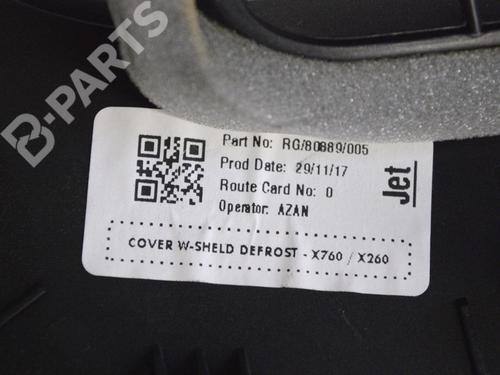 B-PARTS
Part No: RG/80889/005
Prod Date: 29/11/17
Route Card No: 0
Operator: AZAN
Jet
COVER W-SHELD DEFROST - X760 / X260